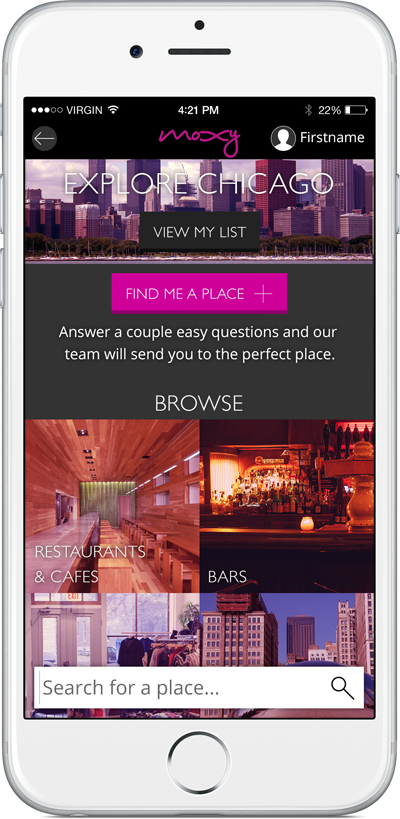 VIRGIN 4:21 PM 22%
moxy Firstname
EXPLORE CHICAGO
VIEW MY LIST
FIND ME A PLACE
Answer a couple easy questions and our
team will send you to the perfect place.
BROWSE
RESTAURANTS
& CAFES
BARS
EXIT
Search for a place...